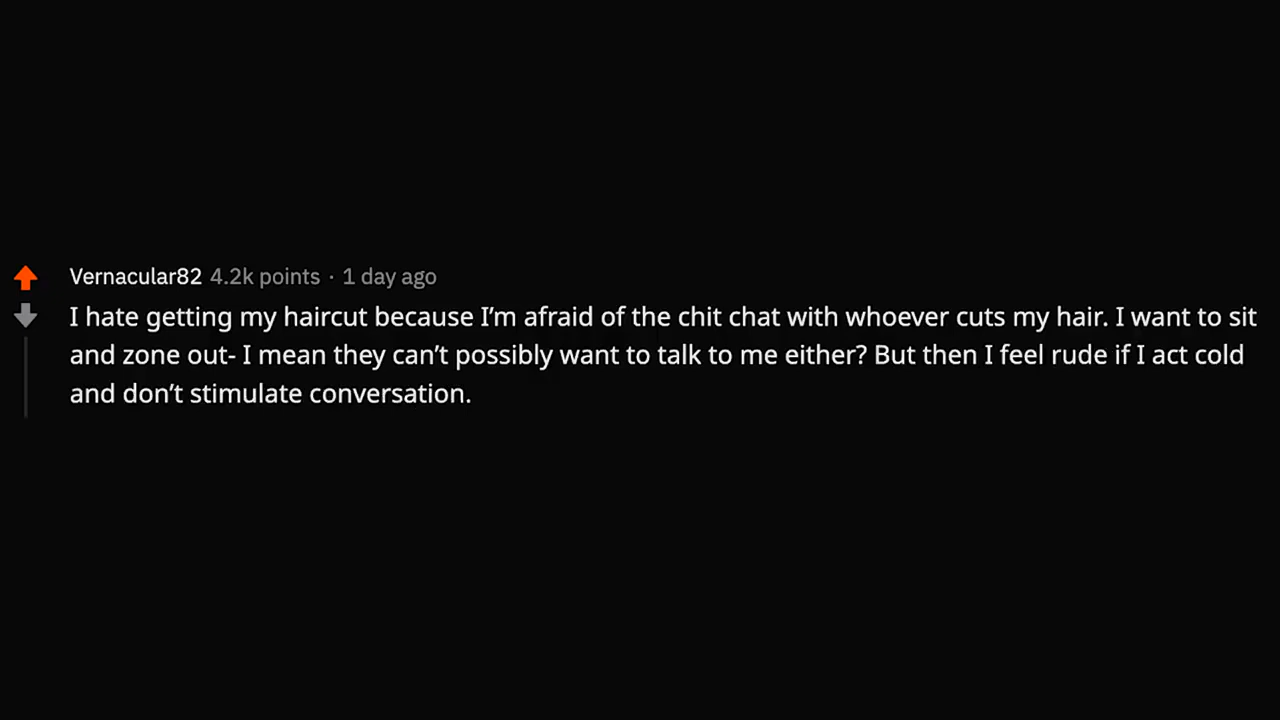 Vernacular82 4.2k points · 1 day ago
I hate getting my haircut because I’m afraid of the chit chat with whoever cuts my hair. I want to sit
and zone out- I mean they can’t possibly want to talk to me either? But then I feel rude if I act cold
and don’t stimulate conversation.